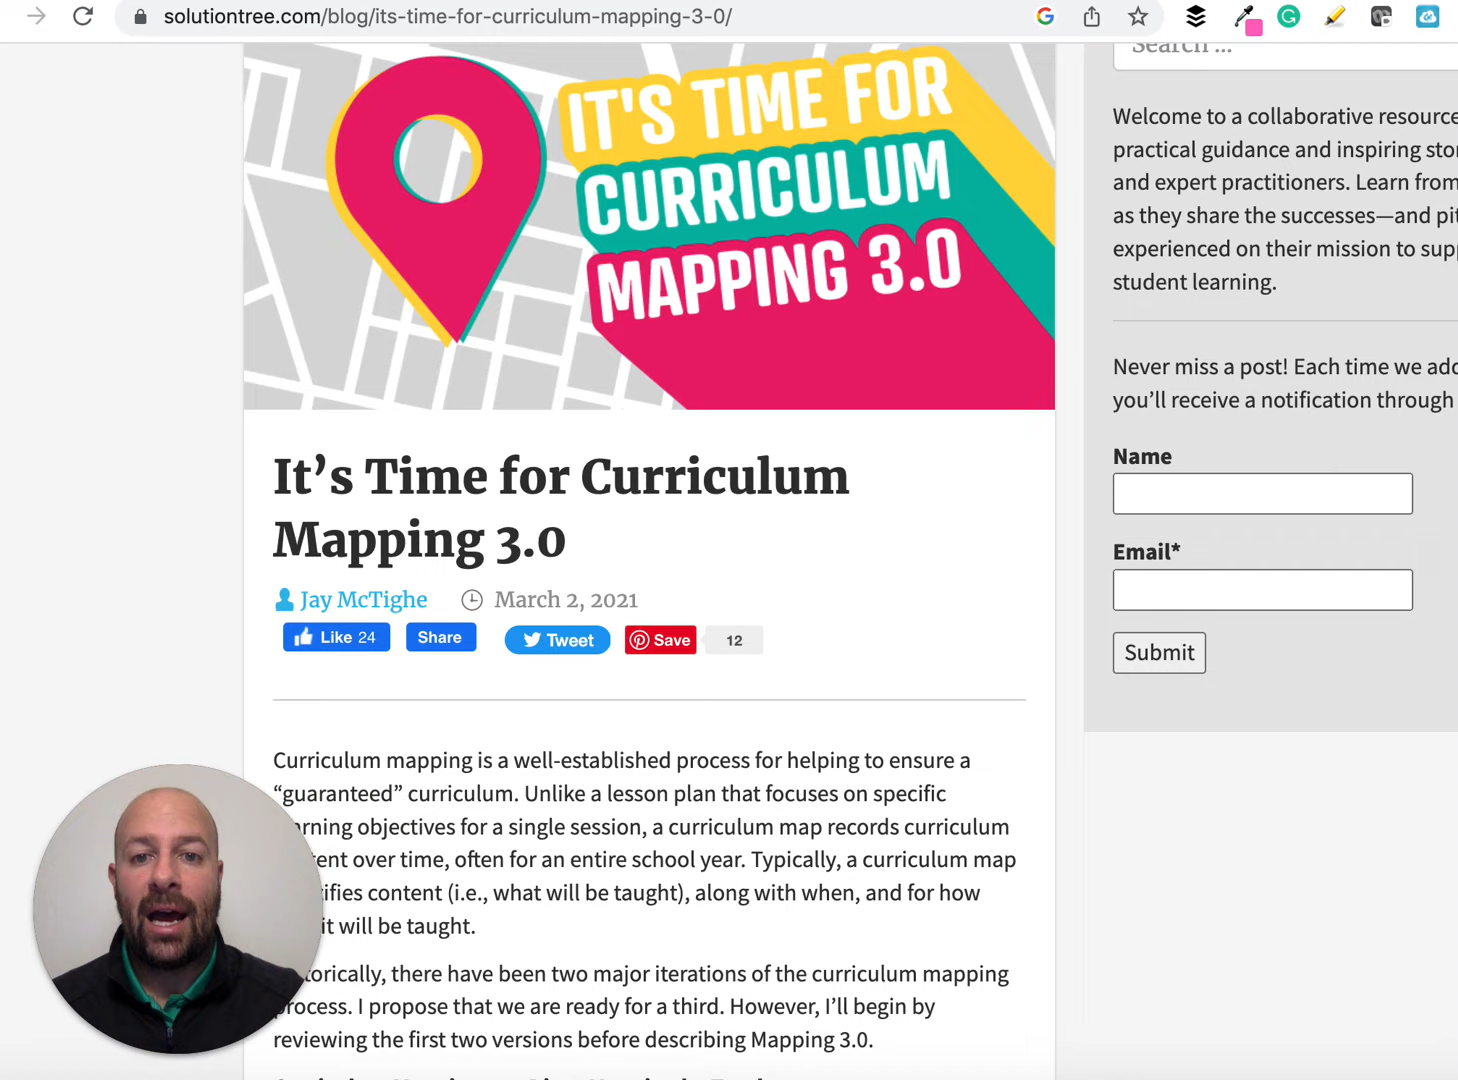 solutiontree.com/blog/its-time-for-curriculum-mapping-3-0/
IT'S TIME FOR
CURRICULUM
MAPPING 3.0
It’s Time for Curriculum
Mapping 3.0
Jay McTighe March 2, 2021
Like 24 Share Tweet Save 12
Curriculum mapping is a well-established process for helping to ensure a
“guaranteed” curriculum. Unlike a lesson plan that focuses on specific
learning objectives for a single session, a curriculum map records curriculum
content over time, often for an entire school year. Typically, a curriculum map
content (i.e., what will be taught), along with when, and for how
it will be taught.
Historically, there have been two major iterations of the curriculum mapping
process. I propose that we are ready for a third. However, I’ll begin by
reviewing the first two versions before describing Mapping 3.0.
Search ...
Welcome to a collaborative resource
practical guidance and inspiring
and expert practitioners. Learn from
as they share the successes—and
experienced on their mission to
student learning.
Never miss a post! Each time we
you’ll receive a notification through
Name
Email*
Submit